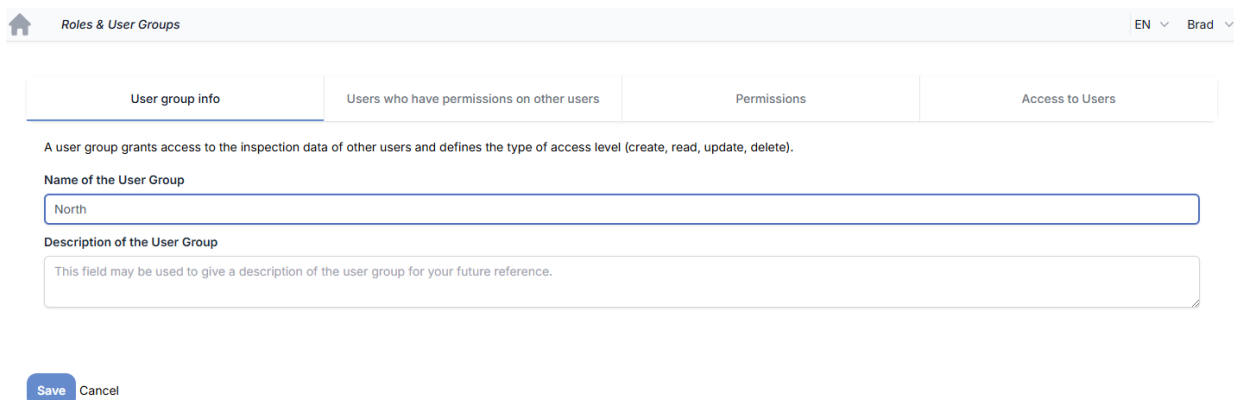 Roles & User Groups EN Brad
User group info Users who have permissions on other users Permissions Access to Users
A user group grants access to the inspection data of other users and defines the type of access level (create, read, update, delete).
Name of the User Group
North
Description of the User Group
This field may be used to give a description of the user group for your future reference.
Save Cancel